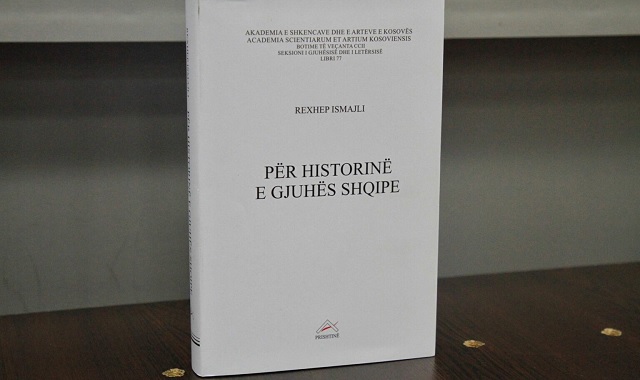 AKADEMIA E SHKENCAVE DHE E ARTEVE E KOSOVËS
ACADEMIA SCIENTIARUM ET ARTIUM KOSOVIENSIS
BOTIME TË VEÇANTA CCII
SEKSIONI I GJUHËSISË DHE I LETËRSISË
LIBRI 77
REXHEP ISMAJLI
PËR HISTORINË
E GJUHËS SHQIPE
PRISHTINË